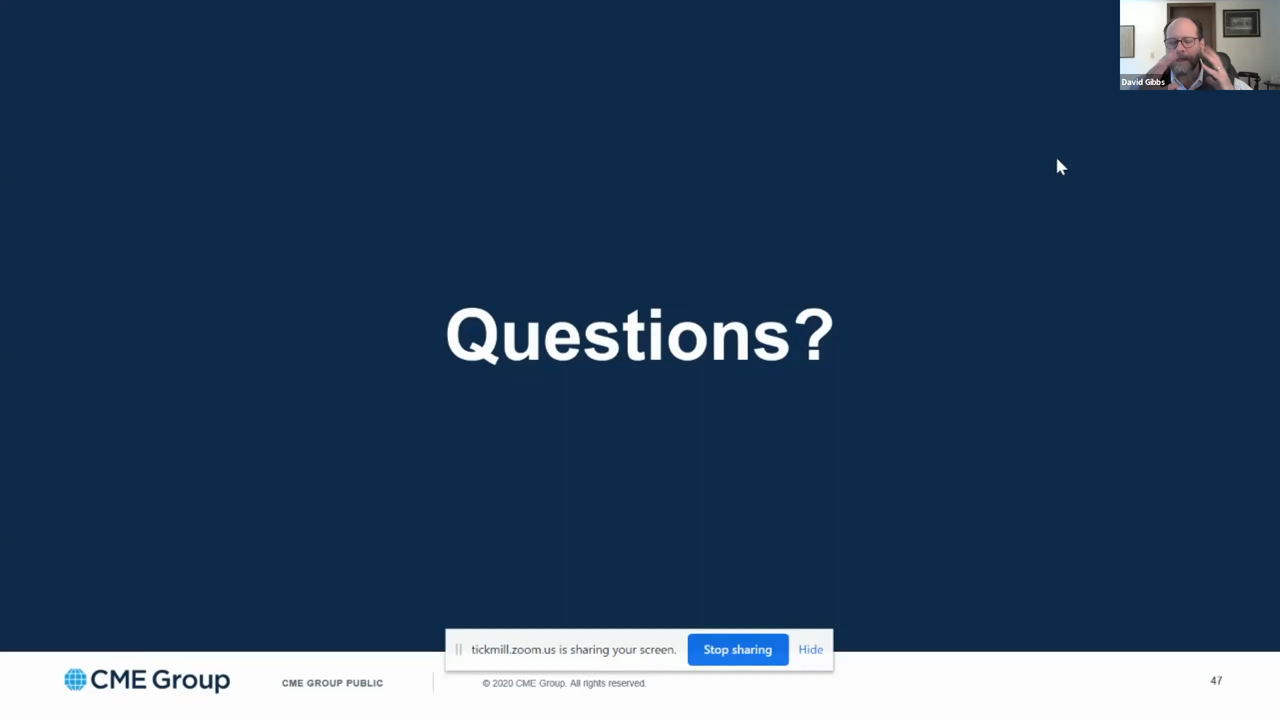 David Gibbs
Questions?
tickmill.zoom.us is sharing your screen. Stop sharing Hide
CME Group CME GROUP PUBLIC © 2020 CME Group. All rights reserved. 47